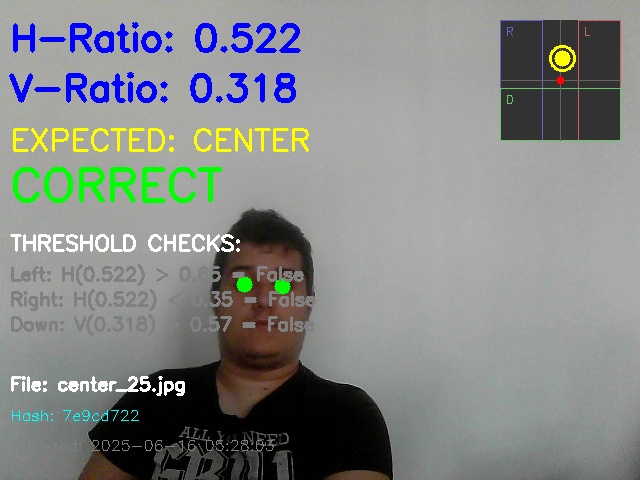 H-Ratio: 0.522
V-Ratio: 0.318
EXPECTED: CENTER
CORRECT
THRESHOLD CHECKS:
Left: H(0.522) > 0.65 = False
Right: H(0.522) < 0.35 = False
Down: V(0.318) 0.57 = False
File: center_25.jpg
Hash: 7e9cd722
2025-06-16 05:28:03
R
L
D
ALL I NEED